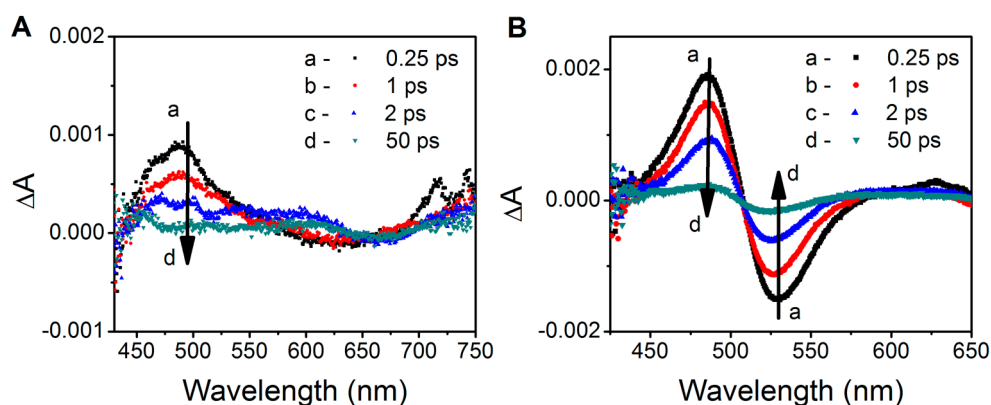 A
0.002
0.001
0.000
-0.001
ΔA
a - 0.25 ps
b - 1 ps
c - 2 ps
d - 50 ps
a
d
450 500 550 600 650 700 750
Wavelength (nm)
B
0.002
0.000
-0.002
ΔA
a - 0.25 ps
b - 1 ps
c - 2 ps
d - 50 ps
a
d
d
a
450 500 550 600 650
Wavelength (nm)